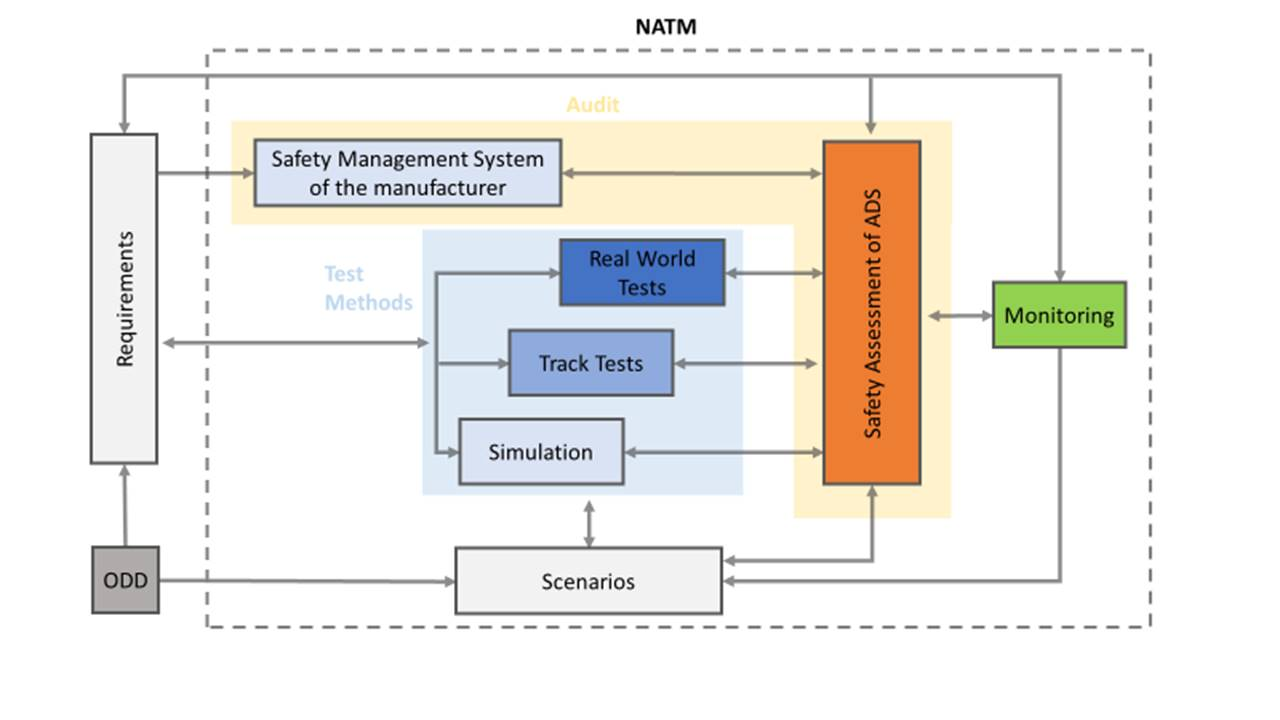 NATM
Audit
Safety Management System
of the manufacturer
Requirements
Safety Assessment of ADS
Real World
Tests
Test
Methods
Monitoring
Track Tests
Simulation
ODD
Scenarios